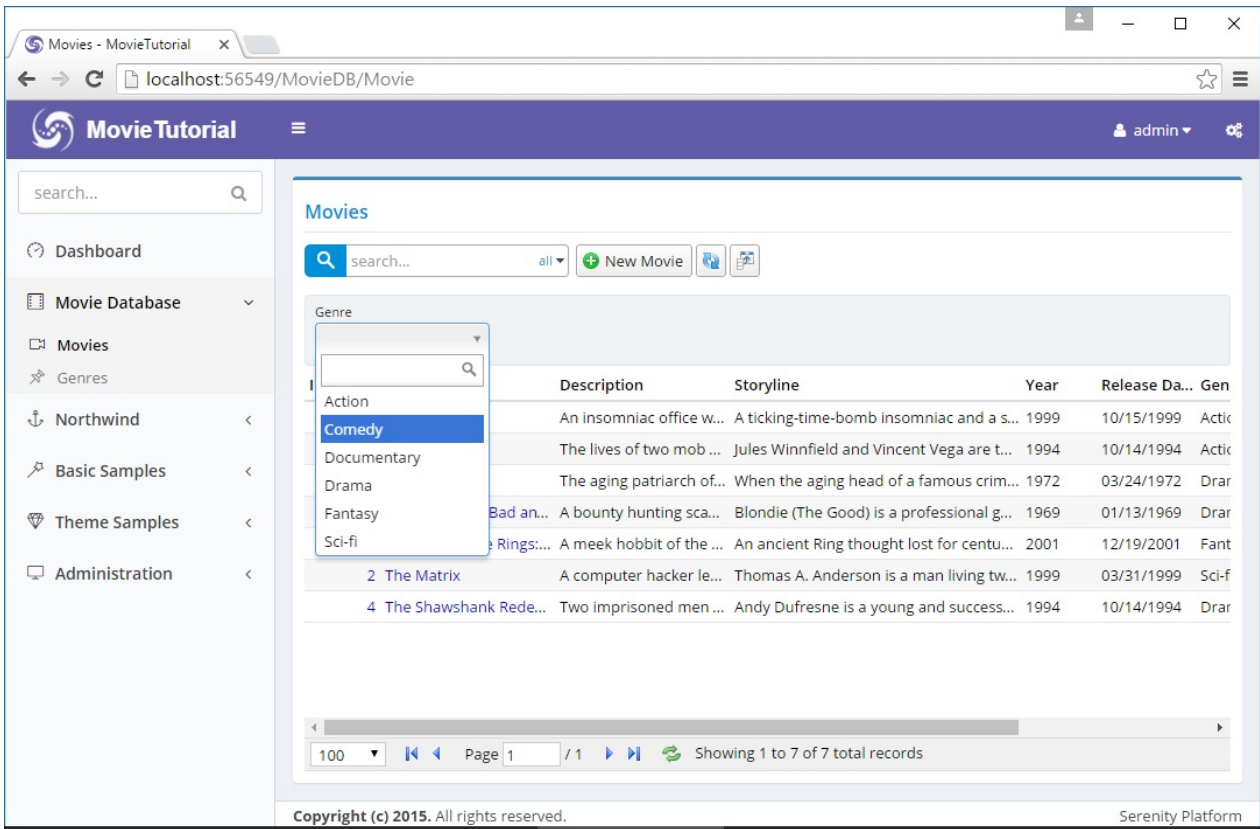 Movies - MovieTutorial
localhost:56549/MovieDB/Movie
MovieTutorial admin
search...
Dashboard
Movie Database
Movies
Genres
Northwind
Basic Samples
Theme Samples
Administration
Movies
search... all New Movie
Genre
Action
Comedy
Documentary
Drama
Fantasy
Sci-fi
Description Storyline Year Release Da... Gen
An insomniac office w... A ticking-time-bomb insomniac and a s... 1999 10/15/1999 Actic
The lives of two mob ... Jules Winnfield and Vincent Vega are t... 1994 10/14/1994 Actic
The aging patriarch of... When the aging head of a famous crim... 1972 03/24/1972 Drar
Bad an... A bounty hunting sca... Blondie (The Good) is a professional g... 1969 01/13/1969 Drar
Rings:... A meek hobbit of the ... An ancient Ring thought lost for centu... 2001 12/19/2001 Fant
2 The Matrix A computer hacker le... Thomas A. Anderson is a man living tw... 1999 03/31/1999 Sci-f
4 The Shawshank Rede... Two imprisoned men ... Andy Dufresne is a young and success... 1994 10/14/1994 Drar
100 Page 1 / 1 Showing 1 to 7 of 7 total records
Copyright (c) 2015. All rights reserved. Serenity Platform